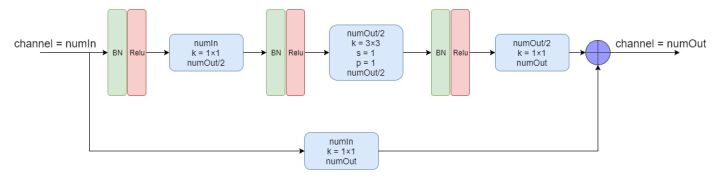 channel = numIn
BN
Relu
numIn
k = 1×1
numOut/2
BN
Relu
numOut/2
k = 3×3
s = 1
p = 1
numOut/2
BN
Relu
numOut/2
k = 1×1
numOut
channel = numOut
numIn
k = 1×1
numOut